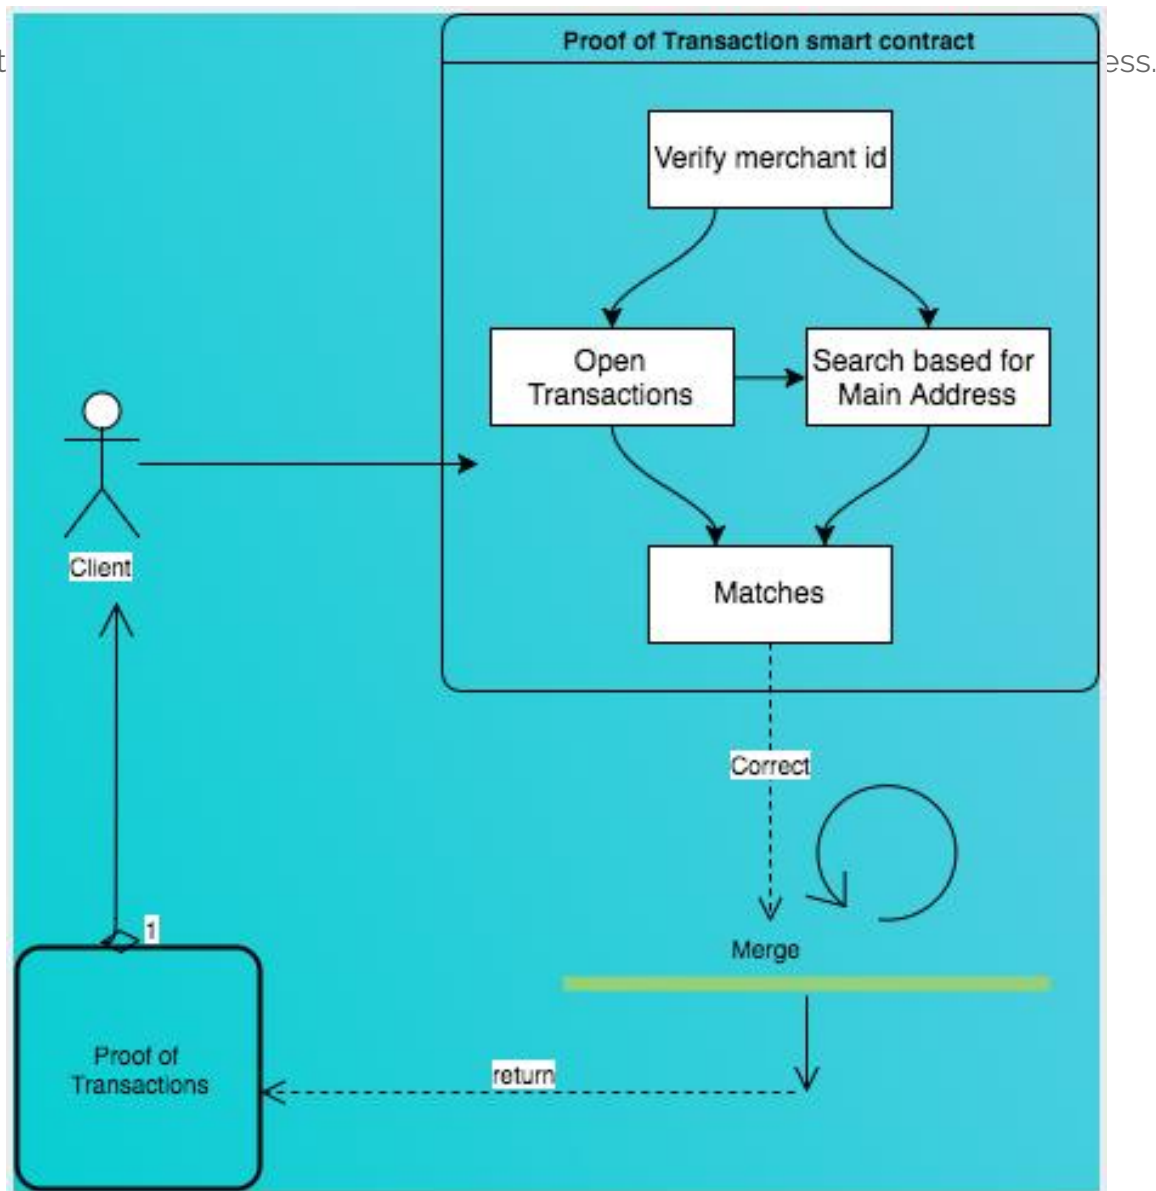 Proof of Transaction smart contract
ess.
Verify merchant id
Open
Transactions
Search based for
Main Address
Client
Matches
Correct
1
Merge
Proof of
Transactions
return